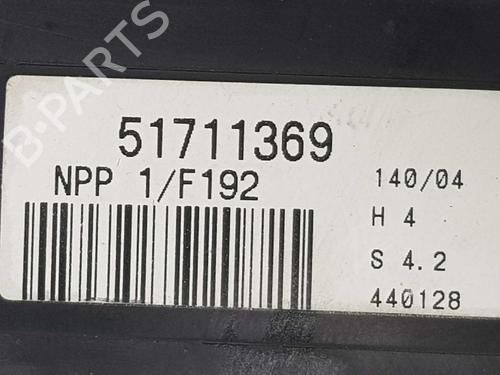 B-PARTS
51711369
NPP 1/F192
140/04
H 4
S 4.2
440128